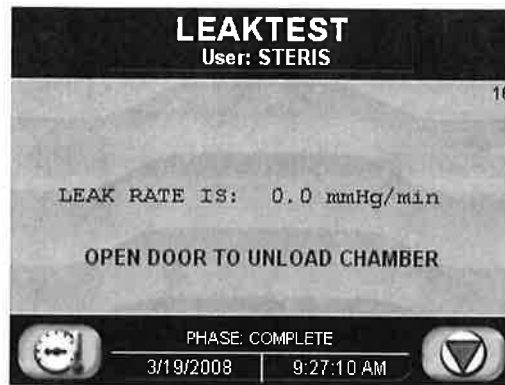 LEAKTEST
User: STERIS
16
LEAK RATE IS: 0.0 mmHg/min
OPEN DOOR TO UNLOAD CHAMBER
PHASE: COMPLETE
3/19/2008 9:27:10 AM